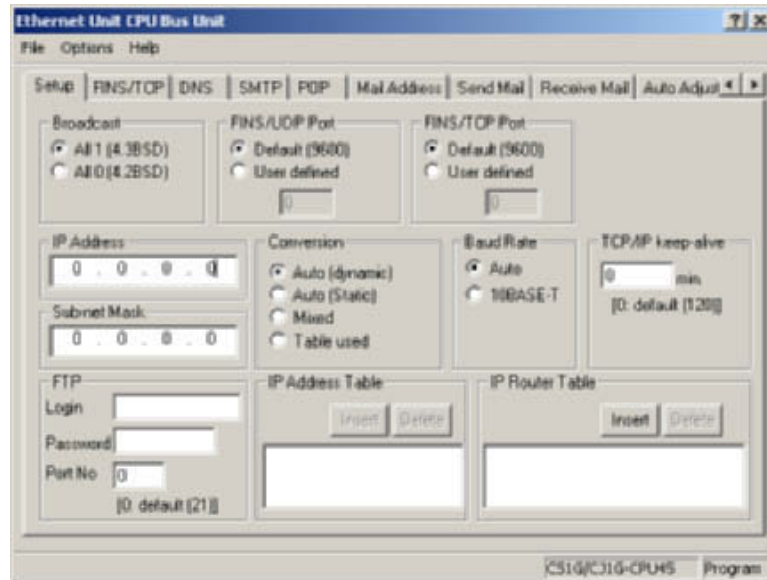 Ethernet Unit CPU Bus Unit
File Options Help
Setup FINS/TCP DNS SMTP POP Mail Address Send Mail Receive Mail Auto Adjust
Broadcast
All 1 (4.3BSD)
All 0 (4.2BSD)
FINS/UDP Port
Default (9600)
User defined
0
FINS/TCP Port
Default (9600)
User defined
0
IP Address
0 . 0 . 0 . 0
Sub-net Mask
0 . 0 . 0 . 0
Conversion
Auto (dynamic)
Auto (Static)
Mixed
Table used
Baud Rate
Auto
10BASE-T
TCP/IP keep-alive
0 min.
[0: default (120)]
FTP
Login
Password
Port No 0
[0: default (21)]
IP Address Table
Insert Delete
IP Router Table
Insert Delete
CS1G/CJ1G-CPU45 Program